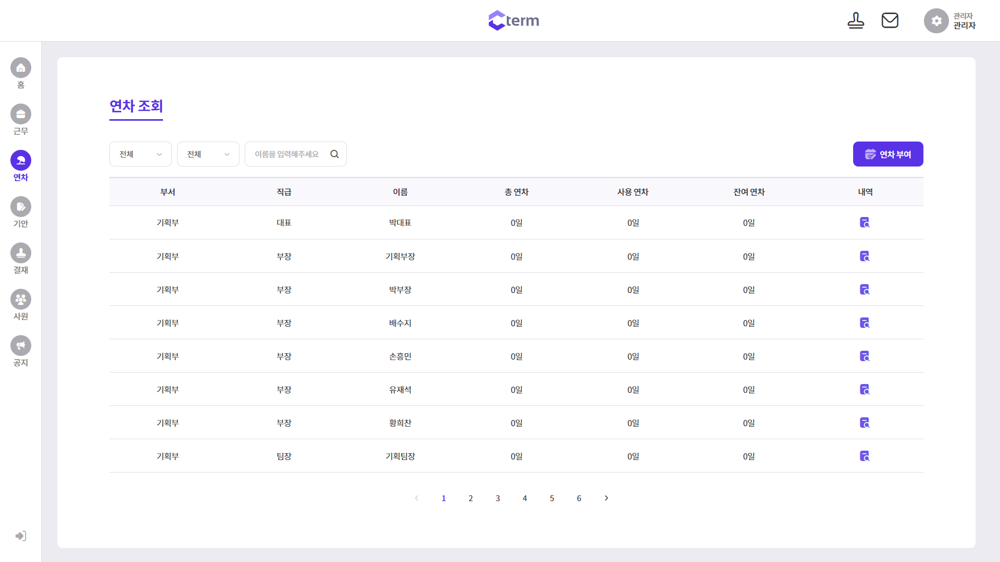 term
관리자
관리자
홈
근무
연차
기안
결재
사원
공지
연차 조회
전체 전체 이름을 입력해주세요 연차 부여
부서 직급 이름 총 연차 사용 연차 잔여 연차 내역
기획부 대표 박대표 0일 0일 0일
기획부 부장 기획부장 0일 0일 0일
기획부 부장 박부장 0일 0일 0일
기획부 부장 배수지 0일 0일 0일
기획부 부장 손흥민 0일 0일 0일
기획부 부장 유재석 0일 0일 0일
기획부 부장 황희찬 0일 0일 0일
기획부 팀장 기획팀장 0일 0일 0일
1 2 3 4 5 6